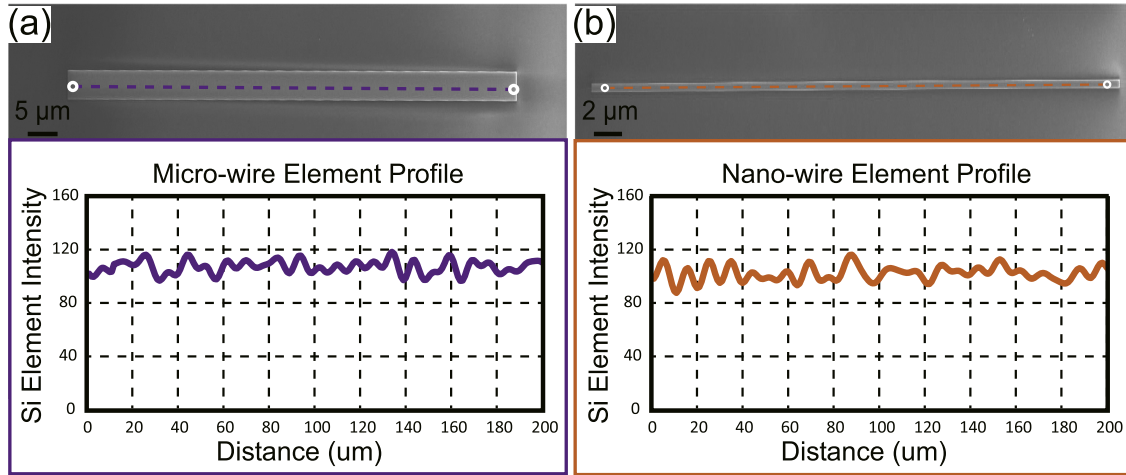 (a)
5 μm
Micro-wire Element Profile
Si Element Intensity
160
120
80
40
0
0 20 40 60 80 100 120 140 160 180 200
Distance (um)
(b)
2 μm
Nano-wire Element Profile
Si Element Intensity
160
120
80
40
0
0 20 40 60 80 100 120 140 160 180 200
Distance (um)